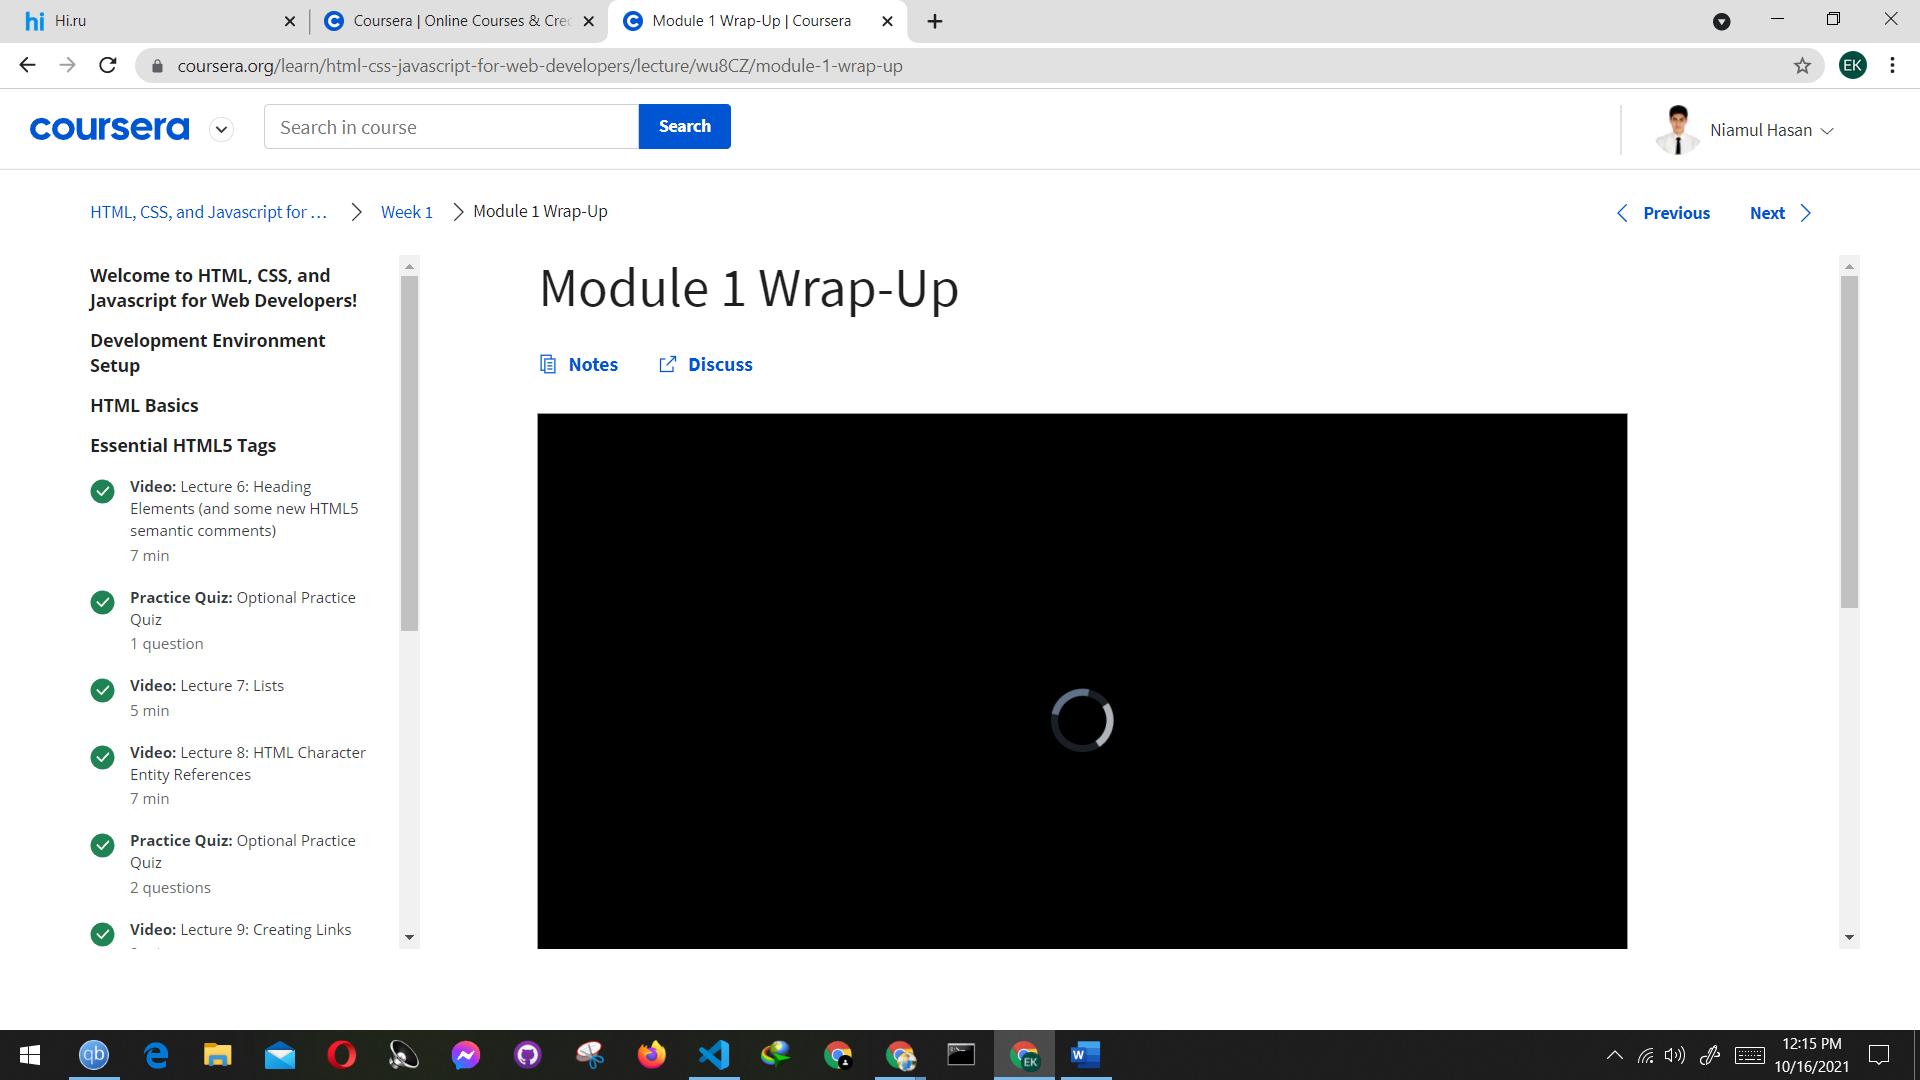 hi Hi.ru
Coursera | Online Courses & Cre
Module 1 Wrap-Up | Coursera
coursera.org/learn/html-css-javascript-for-web-developers/lecture/wu8CZ/module-1-wrap-up
EK
coursera
Search in course
Search
Niamul Hasan
HTML, CSS, and Javascript for ...
Week 1
Module 1 Wrap-Up
Previous
Next
Welcome to HTML, CSS, and
Javascript for Web Developers!
Development Environment
Setup
HTML Basics
Essential HTML5 Tags
Video: Lecture 6: Heading
Elements (and some new HTML5
semantic comments)
7 min
Practice Quiz: Optional Practice
Quiz
1 question
Video: Lecture 7: Lists
5 min
Video: Lecture 8: HTML Character
Entity References
7 min
Practice Quiz: Optional Practice
Quiz
2 questions
Video: Lecture 9: Creating Links
Module 1 Wrap-Up
Notes
Discuss
qb
EK
W
12:15 PM
10/16/2021